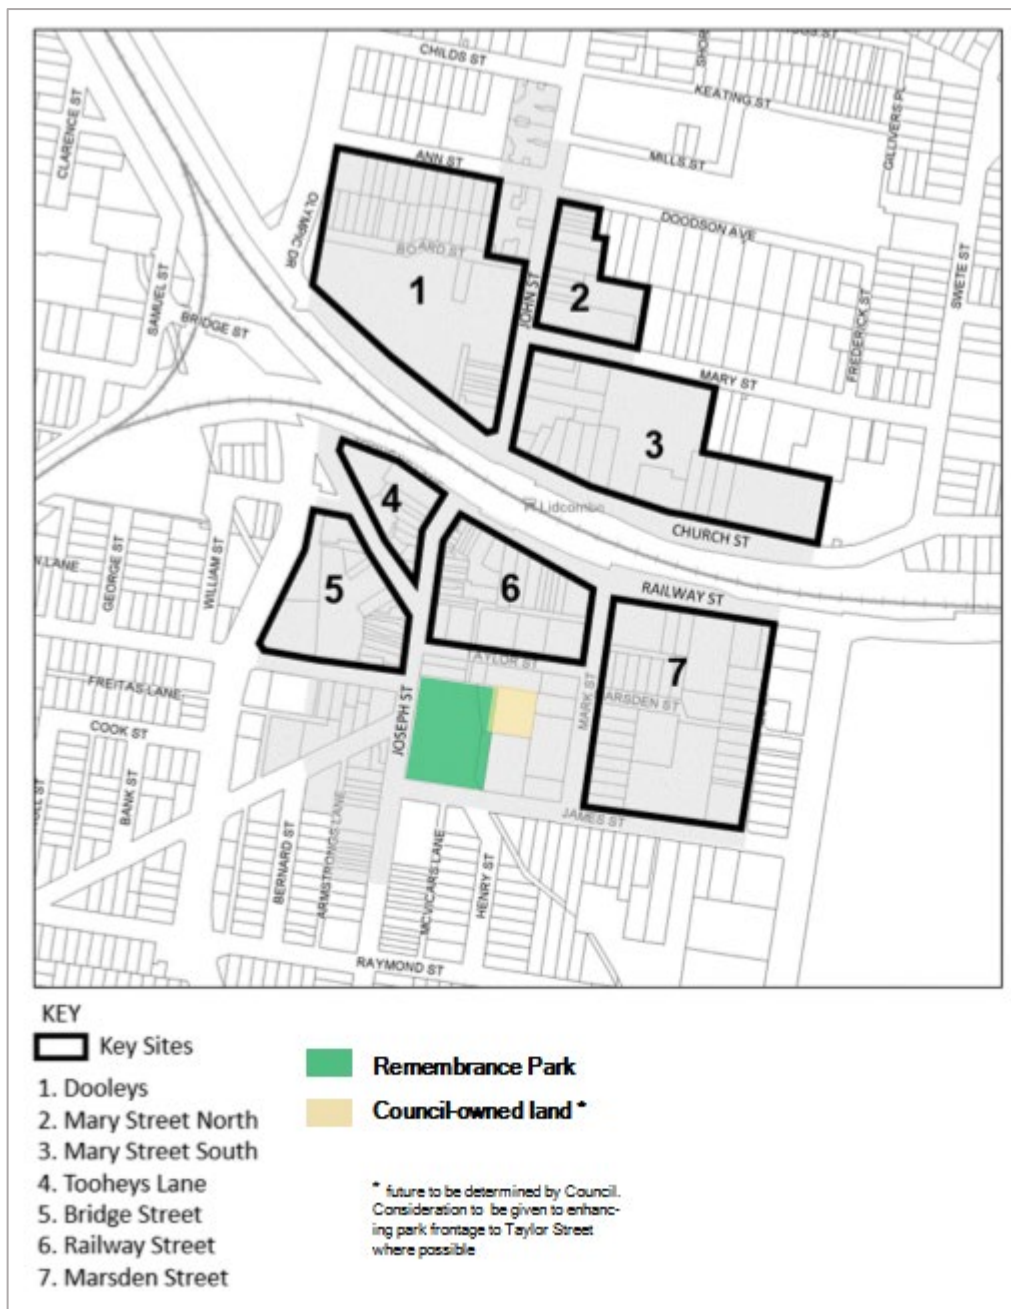 CHILDS ST
KEATING ST
GILLIVERS PL
CLARENCE ST
ANN ST
MILLS ST
OLYMPIC DR
DOODSON AVE
SWETE ST
SAMUEL ST
BRIDGE ST
1
JOHN ST
2
FREDERICK ST
MARY ST
3
4
Lidcombe
CHURCH ST
GEORGE ST
WILLIAM ST
5
6
RAILWAY ST
7
AYLOR ST
ARSDEN ST
MARK ST
FREITAS LANE
COOK ST
JOSEPH ST
BANK ST
JAMES ST
BERNARD ST
ARMSTRONGS LANE
MCVICARS LANE
HENRY ST
RAYMOND ST
KEY
Key Sites
1. Dooleys
2. Mary Street North
3. Mary Street South
4. Tooheys Lane
5. Bridge Street
6. Railway Street
7. Marsden Street
Remembrance Park
Council-owned land *
* future to be determined by Council.
Consideration to be given to enhanc-
ing park frontage to Taylor Street
where possible